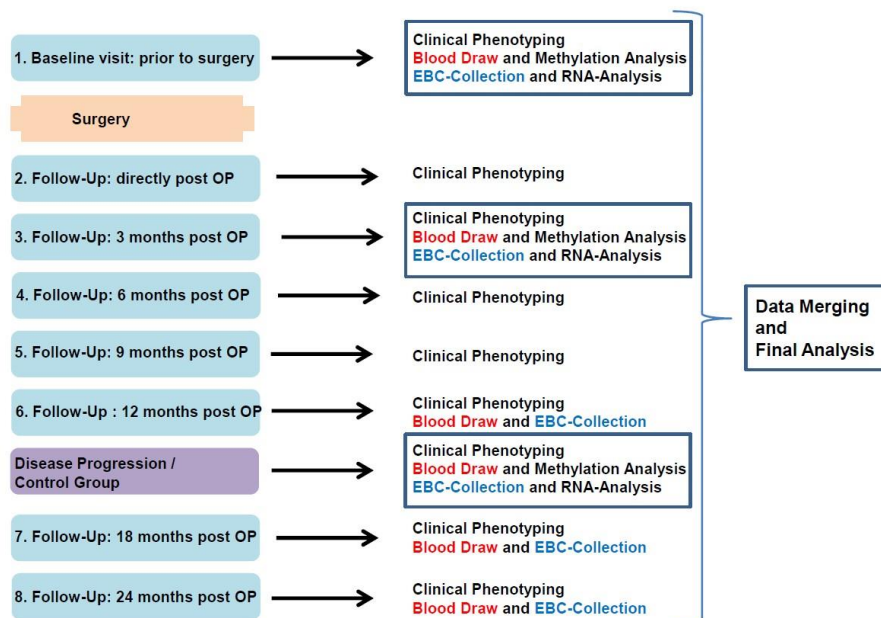 1. Baseline visit: prior to surgery
Clinical Phenotyping
Blood Draw and Methylation Analysis
EBC-Collection and RNA-Analysis
Surgery
2. Follow-Up: directly post OP
Clinical Phenotyping
3. Follow-Up: 3 months post OP
Clinical Phenotyping
Blood Draw and Methylation Analysis
EBC-Collection and RNA-Analysis
4. Follow-Up: 6 months post OP
Clinical Phenotyping
5. Follow-Up: 9 months post OP
Clinical Phenotyping
6. Follow-Up : 12 months post OP
Clinical Phenotyping
Blood Draw and EBC-Collection
Disease Progression /
Control Group
Clinical Phenotyping
Blood Draw and Methylation Analysis
EBC-Collection and RNA-Analysis
7. Follow-Up: 18 months post OP
Clinical Phenotyping
Blood Draw and EBC-Collection
8. Follow-Up: 24 months post OP
Clinical Phenotyping
Blood Draw and EBC-Collection
Data Merging
and
Final Analysis